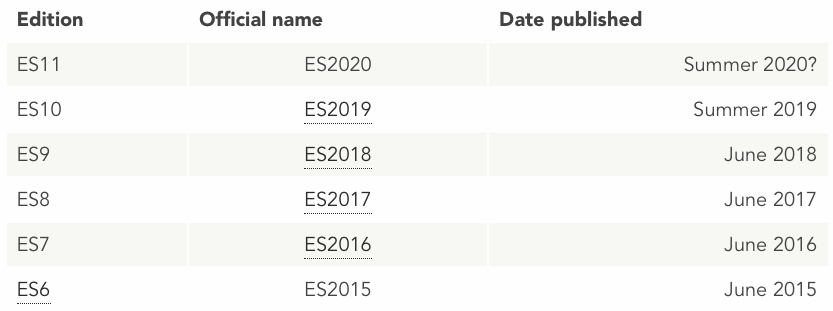 Edition Official name Date published
ES11 ES2020 Summer 2020?
ES10 ES2019 Summer 2019
ES9 ES2018 June 2018
ES8 ES2017 June 2017
ES7 ES2016 June 2016
ES6 ES2015 June 2015